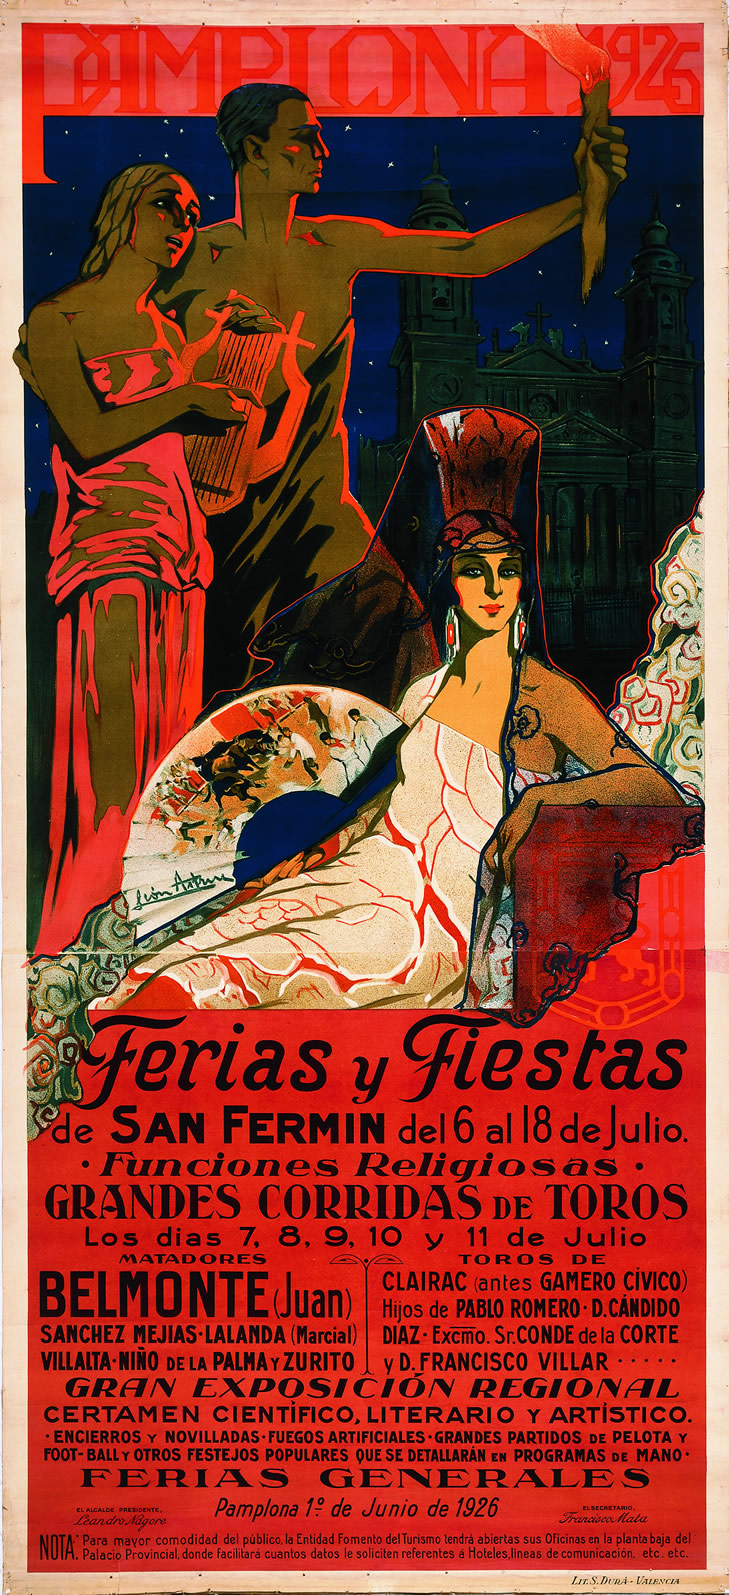 PAMPLONA 1926
León Astruc
Ferias y Fiestas
de SAN FERMIN del 6 al 18 de Julio.
· Funciones Religiosas ·
GRANDES CORRIDAS DE TOROS
Los dias 7, 8, 9, 10 y 11 de Julio
MATADORES
BELMONTE (Juan)
SANCHEZ MEJIAS · LALANDA (Marcial)
VILLALTA · NIÑO DE LA PALMA Y ZURITO
TOROS DE
CLAIRAC (antes GAMERO CÍVICO)
Hijos de PABLO ROMERO · D. CÁNDIDO
DIAZ · Excmo. Sr. CONDE de la CORTE
y D. FRANCISCO VILLAR · · · · ·
GRAN EXPOSICIÓN REGIONAL
CERTAMEN CIENTÍFICO, LITERARIO Y ARTÍSTICO.
· ENCIERROS Y NOVILLADAS · FUEGOS ARTIFICIALES · GRANDES PARTIDOS DE PELOTA Y
FOOT-BALL Y OTROS FESTEJOS POPULARES QUE SE DETALLARÁN EN PROGRAMAS DE MANO ·
FERIAS GENERALES
EL ALCALDE PRESIDENTE,
Leandro Nágore
Pamplona 1º de Junio de 1926
EL SECRETARIO,
Francisco Mata
NOTA: Para mayor comodidad del público, la Entidad Fomento del Turismo tendrá abiertas sus Oficinas en la planta baja del
Palacio Provincial, donde facilitará cuantos datos le soliciten referentes á Hoteles, líneas de comunicación, etc. etc.
LIT. S. DURÁ - VALENCIA